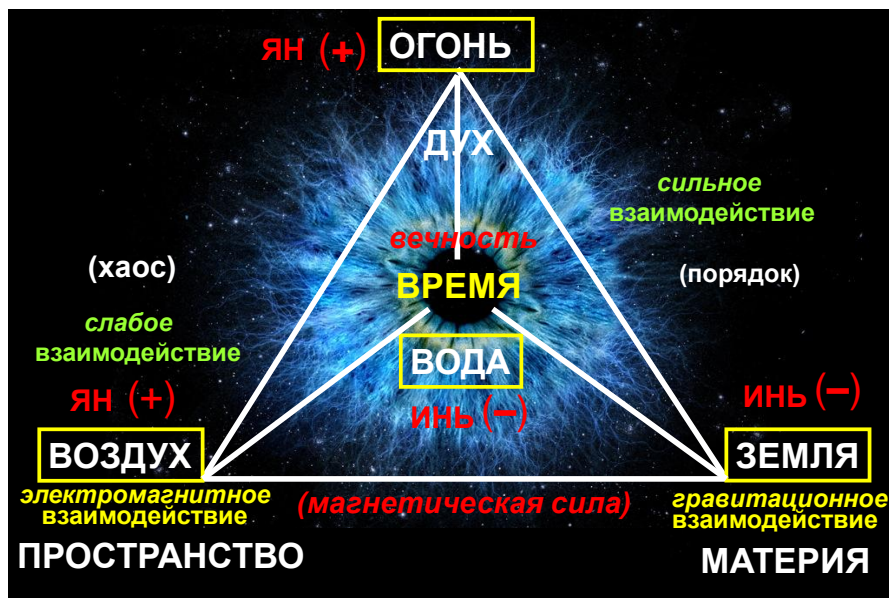 ЯН (+) ОГОНЬ
ДУХ
сильное
взаимодействие
вечность
(хаос)
(порядок)
ВРЕМЯ
слабое
взаимодействие
ВОДА
ЯН (+)
ИНЬ (–)
ИНЬ (–)
ВОЗДУХ
ЗЕМЛЯ
электромагнитное
взаимодействие
(магнетическая сила)
гравитационное
взаимодействие
ПРОСТРАНСТВО
МАТЕРИЯ